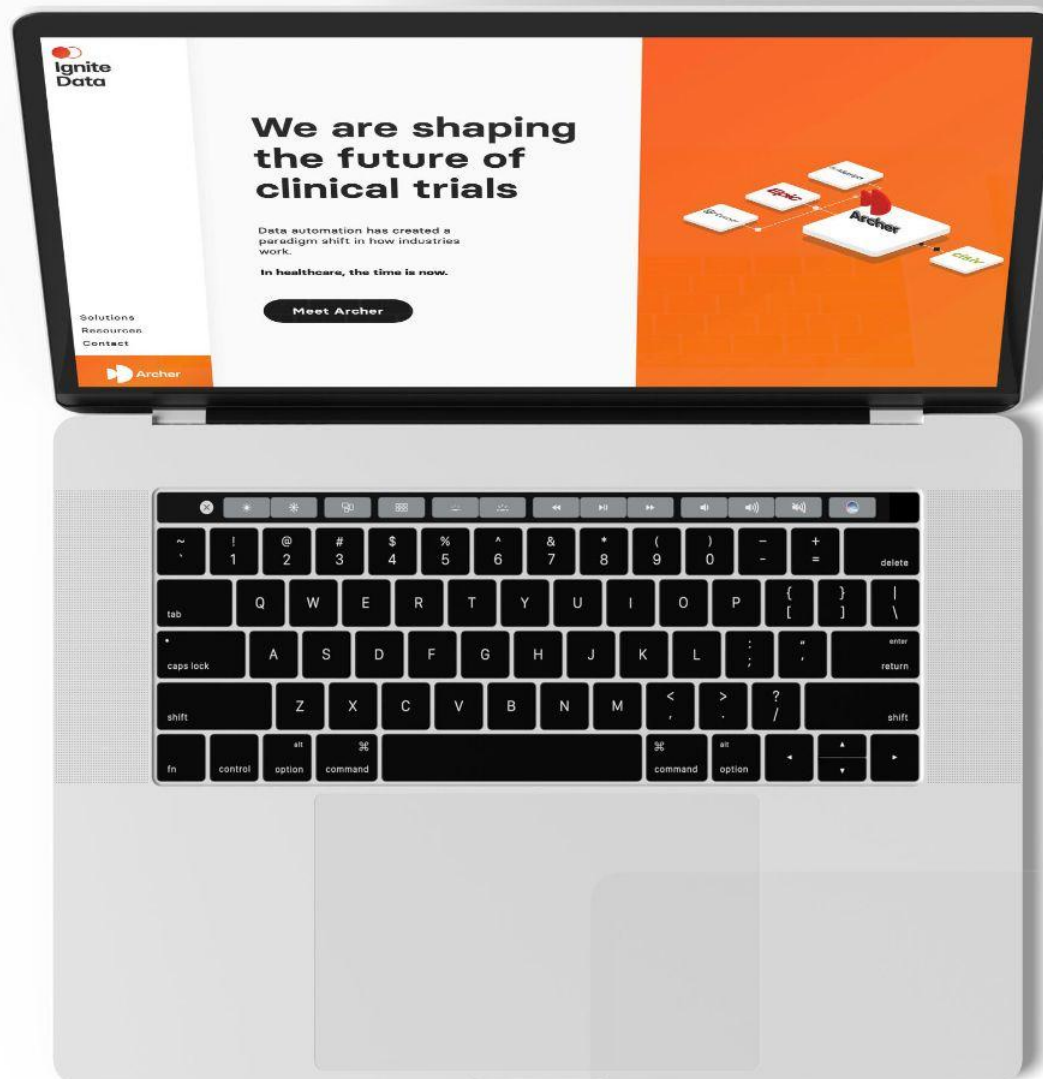 Ignite
Data
We are shaping
the future of
clinical trials
Data automation has created a
paradigm shift in how industries
work.
In healthcare, the time is now.
Meet Archer
Solutions
Resources
Contact
Archer
Epic
Archer
cisiv
~ ! @ # $ % ^ & * ( ) – +
` 1 2 3 4 5 6 7 8 9 0 - = delete
tab Q W E R T Y U I O P { [ } ] | \
caps lock A S D F G H J K L : ; " ' enter return
shift Z X C V B N M < , > . ? / shift
fn control alt option ⌘ command ⌘ command alt option